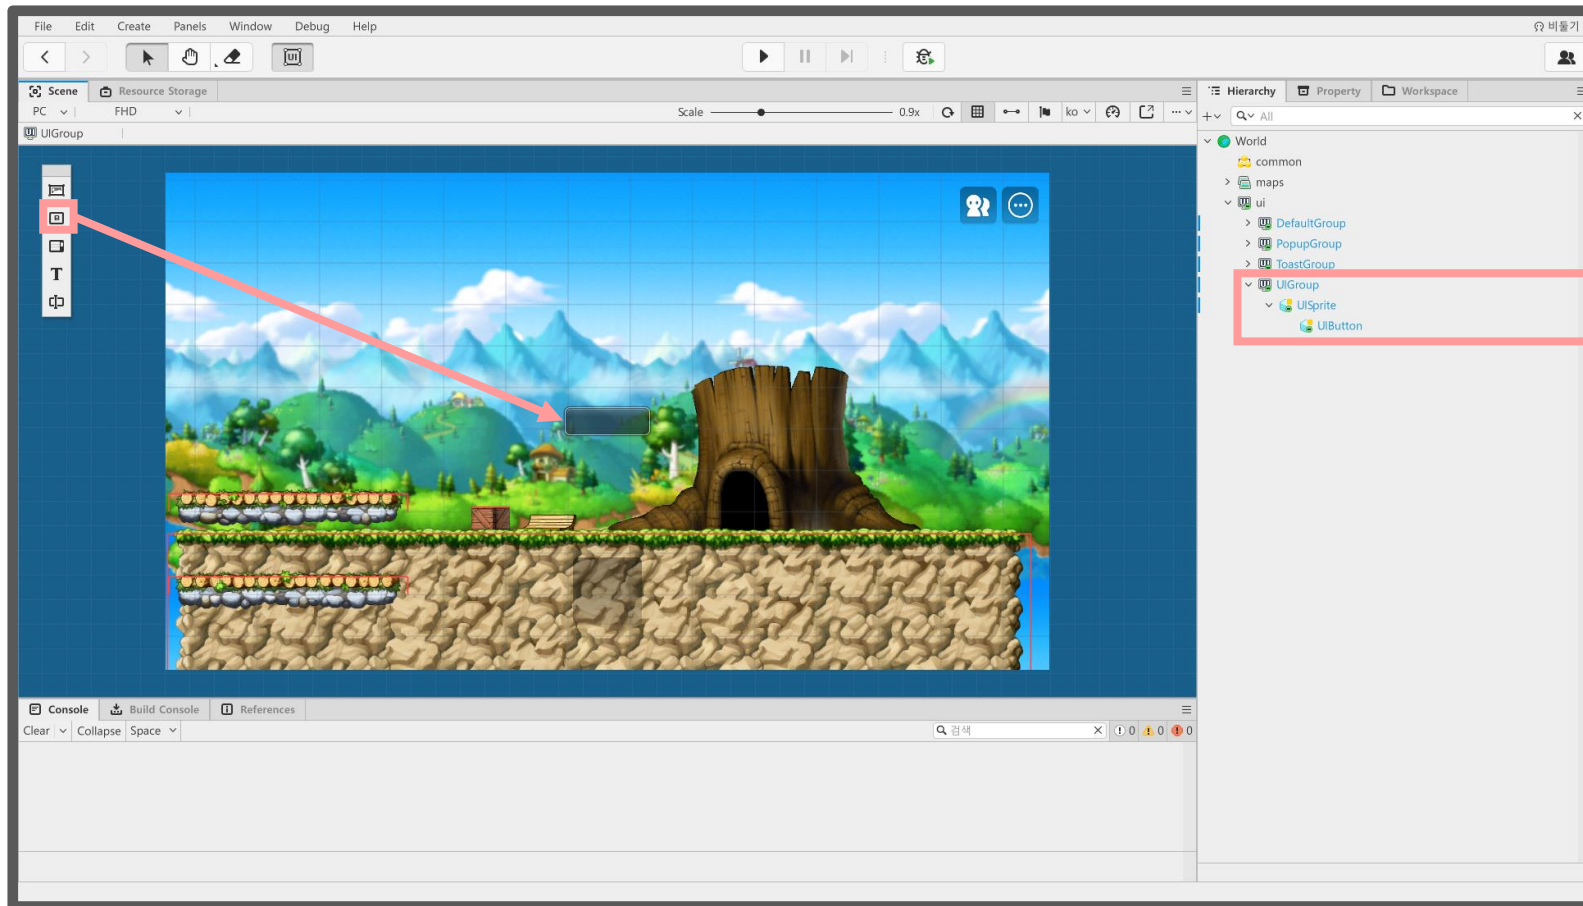 File Edit Create Panels Window Debug Help
비둘기
UI
Scene Resource Storage
Hierarchy Property Workspace
PC FHD Scale 0.9x ko
All
UIGroup
World
common
maps
ui
DefaultGroup
PopupGroup
ToastGroup
UIGroup
UISprite
UIButton
T
Console Build Console References
Clear Collapse Space 검색 0 0 0